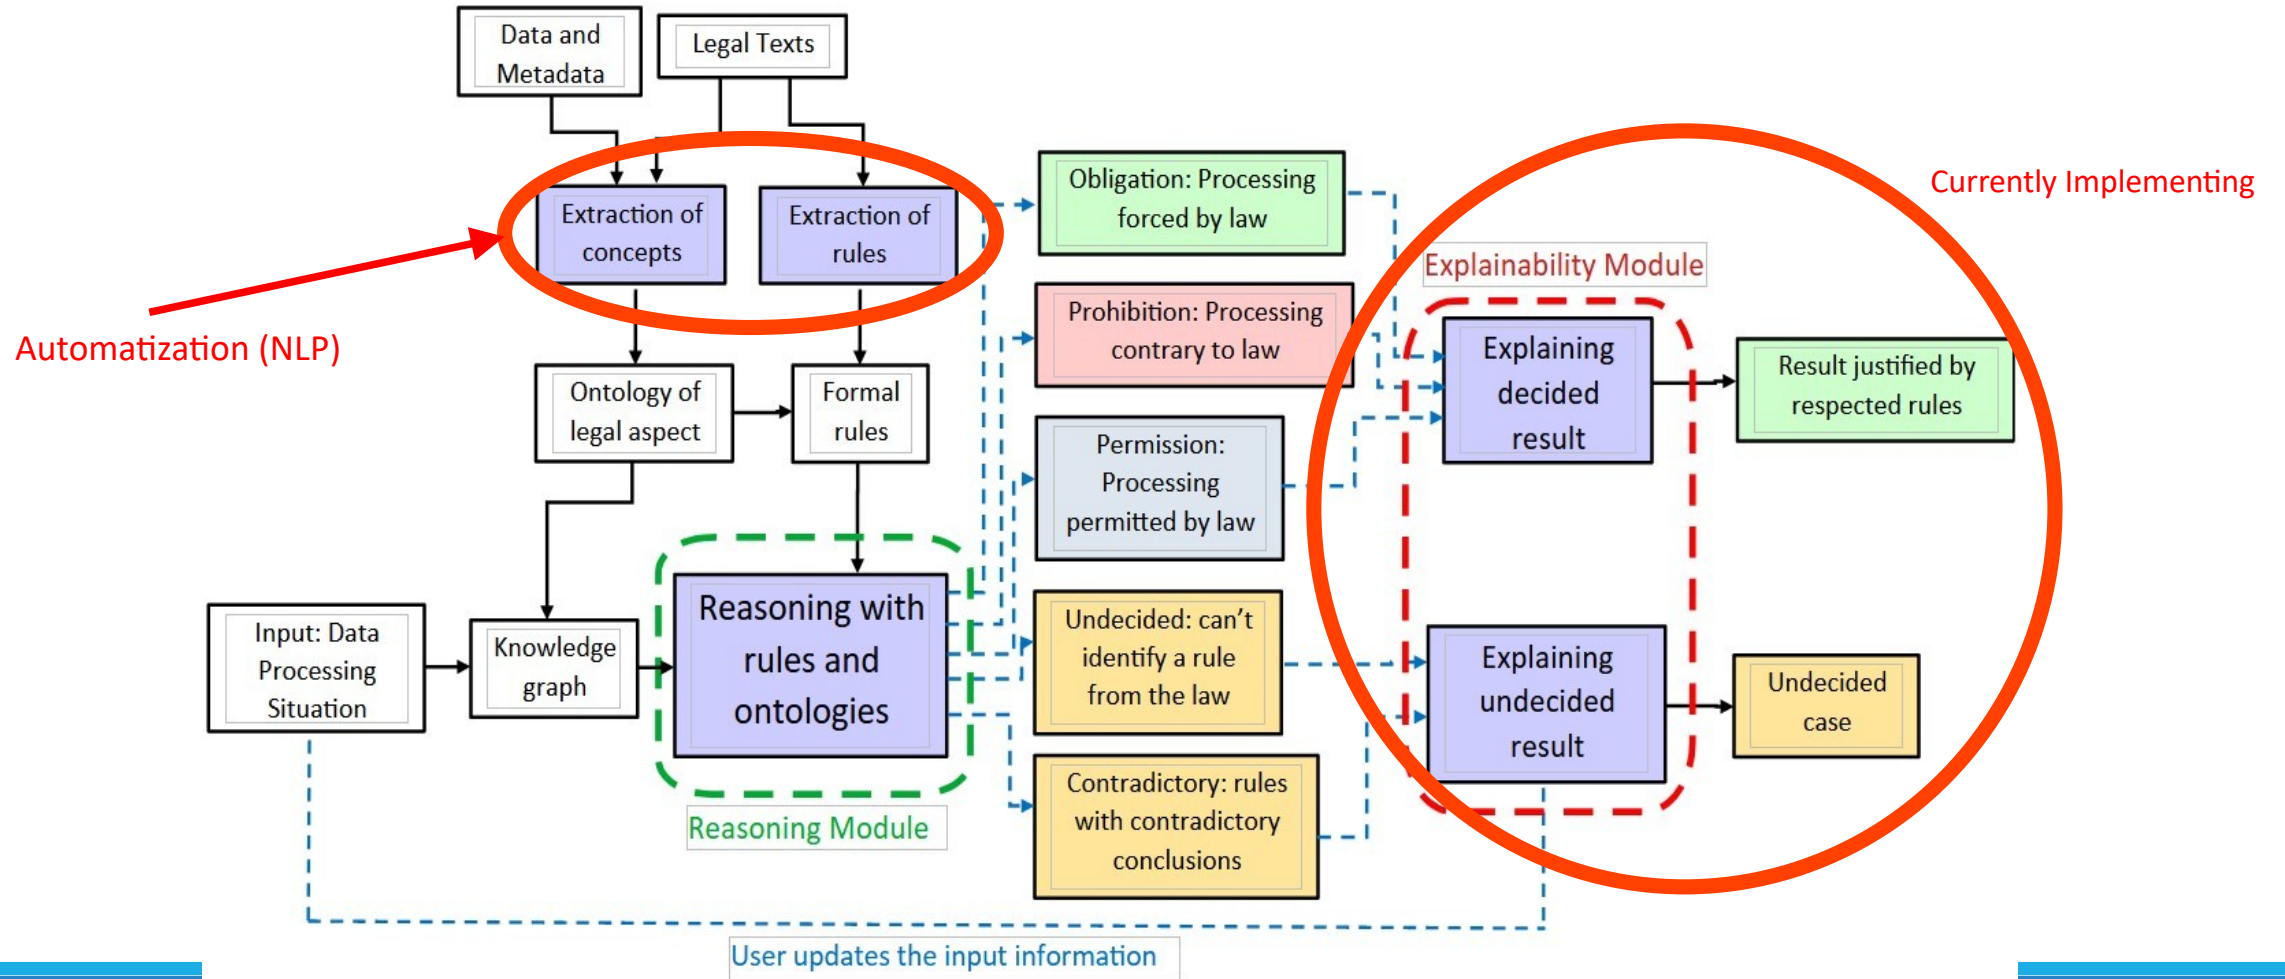 Data and
Metadata
Legal Texts
Extraction of
concepts
Extraction of
rules
Automatization (NLP)
Ontology of
legal aspect
Formal
rules
Input: Data
Processing
Situation
Knowledge
graph
Reasoning with
rules and
ontologies
Reasoning Module
Obligation: Processing
forced by law
Prohibition: Processing
contrary to law
Permission:
Processing
permitted by law
Undecided: can’t
identify a rule
from the law
Contradictory: rules
with contradictory
conclusions
Currently Implementing
Explainability Module
Explaining
decided
result
Result justified by
respected rules
Explaining
undecided
result
Undecided
case
User updates the input information